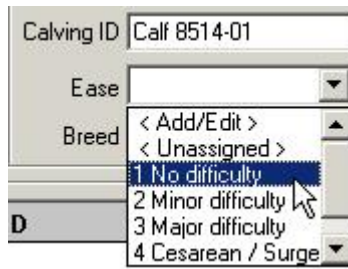 Calving ID Calf 8514-01
Ease
< Add/Edit >
Breed < Unassigned >
1 No difficulty
2 Minor difficulty
D 3 Major difficulty
4 Cesarean / Surge